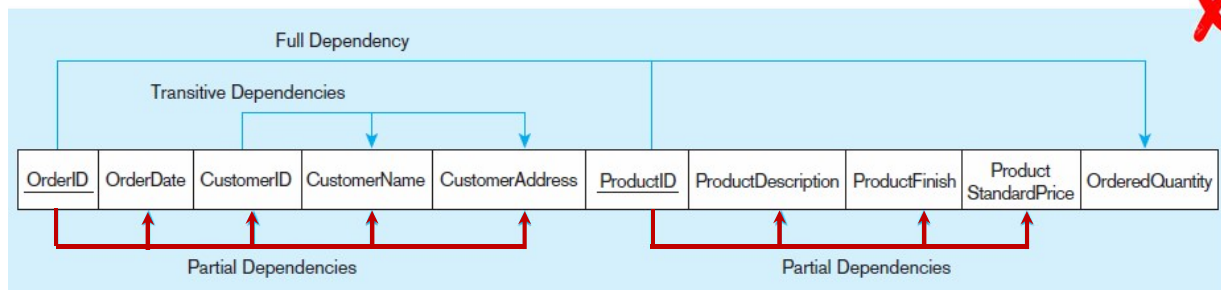 Full Dependency
Transitive Dependencies
OrderID OrderDate CustomerID CustomerName CustomerAddress ProductID ProductDescription ProductFinish Product StandardPrice OrderedQuantity
Partial Dependencies Partial Dependencies